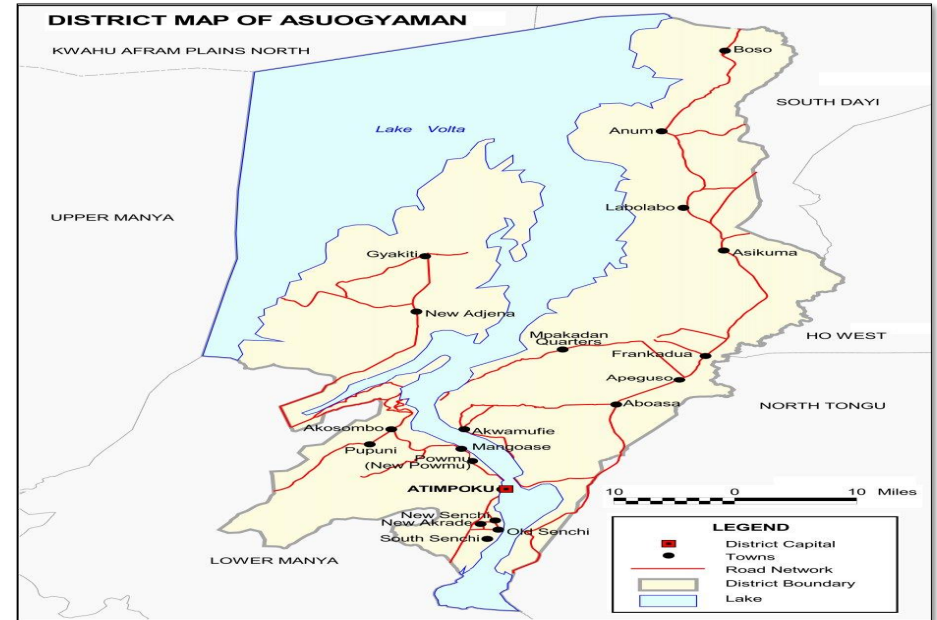 DISTRICT MAP OF ASUOGYAMAN
KWAHU AFRAM PLAINS NORTH
Boso
SOUTH DAYI
Lake Volta
Anum
Labolabo
UPPER MANYA
Gyakiti
Asikuma
New Adjena
Mpakadan
Quarters
HO WEST
Frankadua
Apeguso
Aboasa
NORTH TONGU
Akosombo
Akwamufie
Pupuni
Mangoase
Powmu
(New Powmu)
ATIMPOKU
10 0 10 Miles
New Senchi
New Akrade
Old Senchi
South Senchi
LOWER MANYA
LEGEND
District Capital
Towns
Road Network
District Boundary
Lake